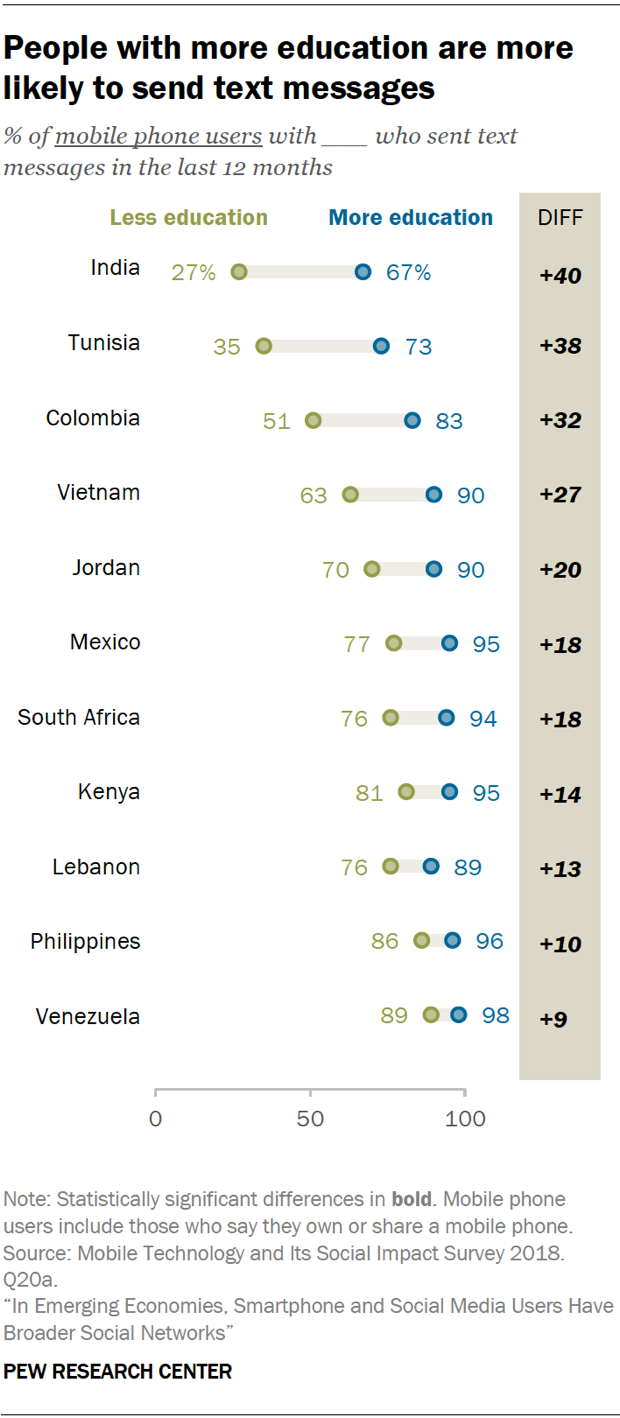 People with more education are more
likely to send text messages
% of mobile phone users with ___ who sent text
messages in the last 12 months
Less education More education DIFF
India 27% 67% +40
Tunisia 35 73 +38
Colombia 51 83 +32
Vietnam 63 90 +27
Jordan 70 90 +20
Mexico 77 95 +18
South Africa 76 94 +18
Kenya 81 95 +14
Lebanon 76 89 +13
Philippines 86 96 +10
Venezuela 89 98 +9
0 50 100
Note: Statistically significant differences in bold. Mobile phone
users include those who say they own or share a mobile phone.
Source: Mobile Technology and Its Social Impact Survey 2018.
Q20a.
“In Emerging Economies, Smartphone and Social Media Users Have
Broader Social Networks”
PEW RESEARCH CENTER